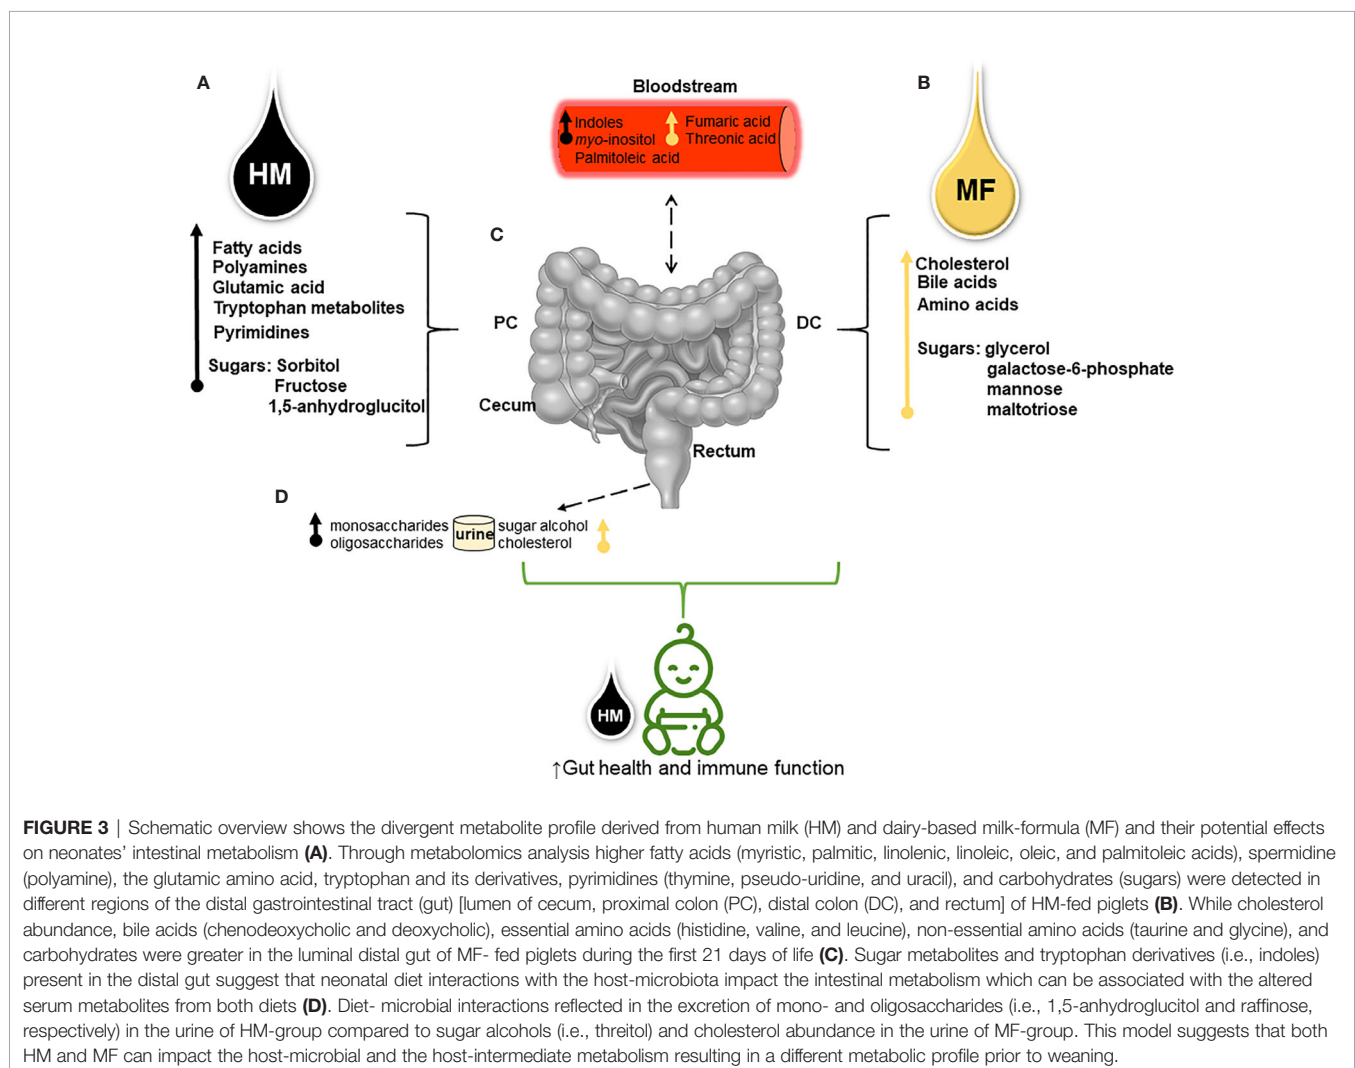 A
HM
Fatty acids
Polyamines
Glutamic acid
Tryptophan metabolites
Pyrimidines
Sugars: Sorbitol
Fructose
1,5-anhydroglucitol
Bloodstream
Indoles
myo-inositol
Palmitoleic acid
Fumaric acid
Threonic acid
B
MF
Cholesterol
Bile acids
Amino acids
Sugars: glycerol
galactose-6-phosphate
mannose
maltotriose
C
PC
DC
Cecum
Rectum
D
monosaccharides
oligosaccharides
urine
sugar alcohol
cholesterol
HM
↑Gut health and immune function
FIGURE 3 | Schematic overview shows the divergent metabolite profile derived from human milk (HM) and dairy-based milk-formula (MF) and their potential effects
on neonates' intestinal metabolism (A). Through metabolomics analysis higher fatty acids (myristic, palmitic, linolenic, linoleic, oleic, and palmitoleic acids), spermidine
(polyamine), the glutamic amino acid, tryptophan and its derivatives, pyrimidines (thymine, pseudo-uridine, and uracil), and carbohydrates (sugars) were detected in
different regions of the distal gastrointestinal tract (gut) [lumen of cecum, proximal colon (PC), distal colon (DC), and rectum] of HM-fed piglets (B). While cholesterol
abundance, bile acids (chenodeoxycholic and deoxycholic), essential amino acids (histidine, valine, and leucine), non-essential amino acids (taurine and glycine), and
carbohydrates were greater in the luminal distal gut of MF- fed piglets during the first 21 days of life (C). Sugar metabolites and tryptophan derivatives (i.e., indoles)
present in the distal gut suggest that neonatal diet interactions with the host-microbiota impact the intestinal metabolism which can be associated with the altered
serum metabolites from both diets (D). Diet- microbial interactions reflected in the excretion of mono- and oligosaccharides (i.e., 1,5-anhydroglucitol and raffinose,
respectively) in the urine of HM-group compared to sugar alcohols (i.e., threitol) and cholesterol abundance in the urine of MF-group. This model suggests that both
HM and MF can impact the host-microbial and the host-intermediate metabolism resulting in a different metabolic profile prior to weaning.